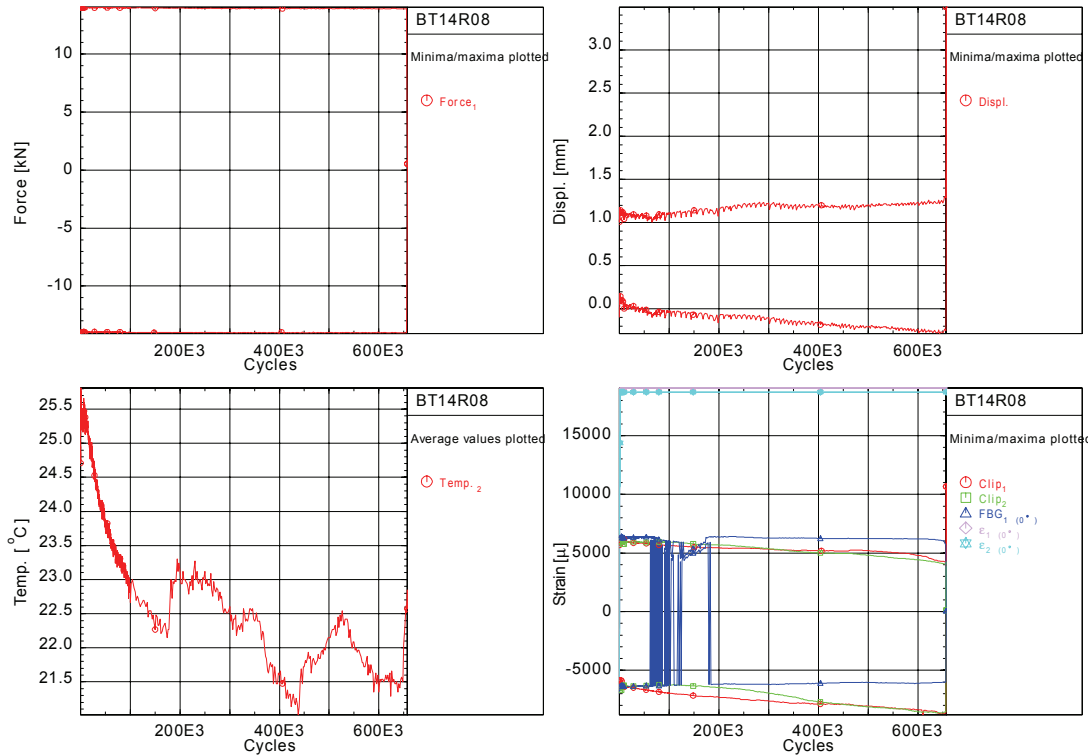 BT14R08
Minima/maxima plotted
Force₁
Force [kN]
10
5
0
-5
-10
200E3 400E3 600E3
Cycles
BT14R08
Minima/maxima plotted
Displ.
Displ. [mm]
3.0
2.5
2.0
1.5
1.0
0.5
0.0
200E3 400E3 600E3
Cycles
BT14R08
Average values plotted
Temp. ₂
Temp. [ °C]
25.5
25.0
24.5
24.0
23.5
23.0
22.5
22.0
21.5
200E3 400E3 600E3
Cycles
BT14R08
Minima/maxima plotted
Clip₁
Clip₂
FBG₁ (0°)
ε₁ (0°)
ε₂ (0°)
Strain [µ]
15000
10000
5000
0
-5000
200E3 400E3 600E3
Cycles